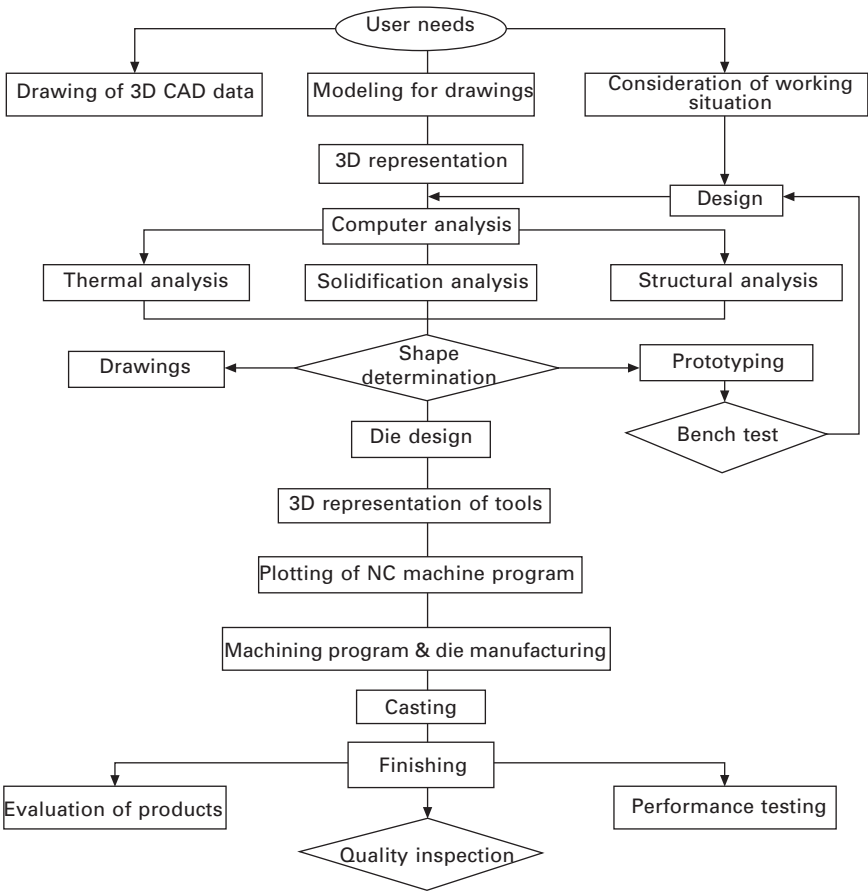 User needs
Drawing of 3D CAD data
Modeling for drawings
Consideration of working
situation
3D representation
Design
Computer analysis
Thermal analysis
Solidification analysis
Structural analysis
Drawings
Shape
determination
Prototyping
Bench test
Die design
3D representation of tools
Plotting of NC machine program
Machining program & die manufacturing
Casting
Finishing
Evaluation of products
Performance testing
Quality inspection